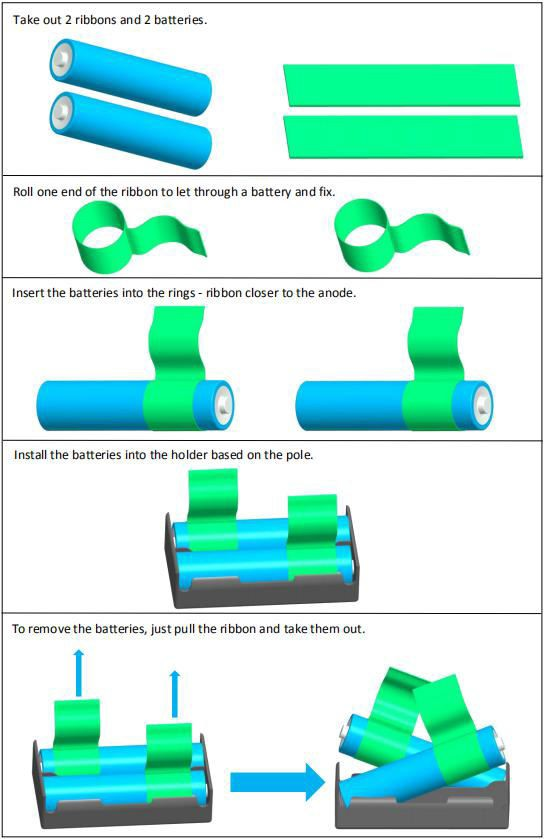 Take out 2 ribbons and 2 batteries.
Roll one end of the ribbon to let through a battery and fix.
Insert the batteries into the rings - ribbon closer to the anode.
Install the batteries into the holder based on the pole.
To remove the batteries, just pull the ribbon and take them out.